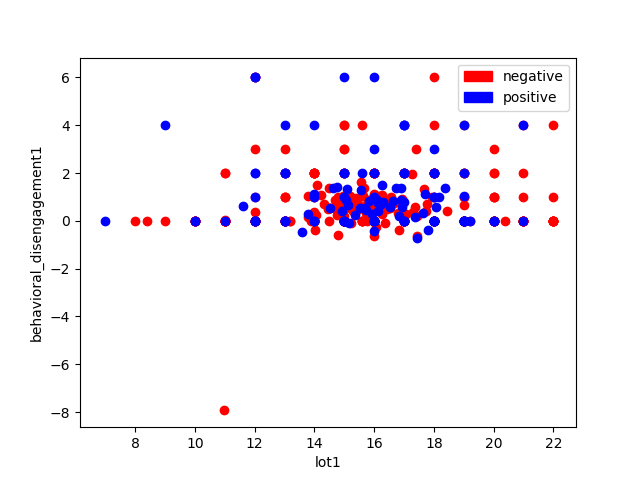 negative
positive
6
4
2
0
−2
−4
−6
−8
behavioral_disengagement1
8 10 12 14 16 18 20 22
lot1